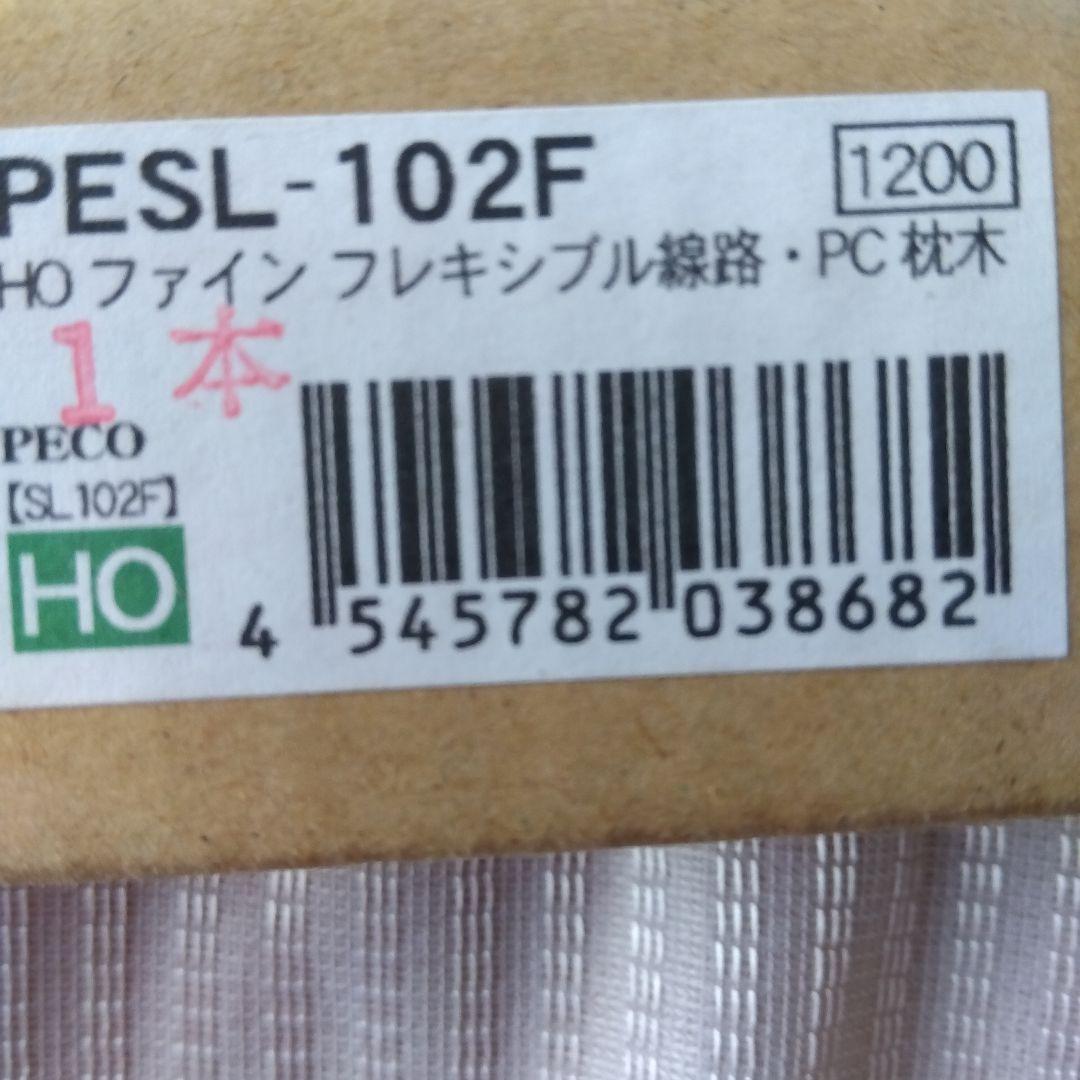 PESL-102F
1200
HO ファイン フレキシブル線路・PC 枕木
1本
PECO
【SL102F】
HO
4 545782 038682